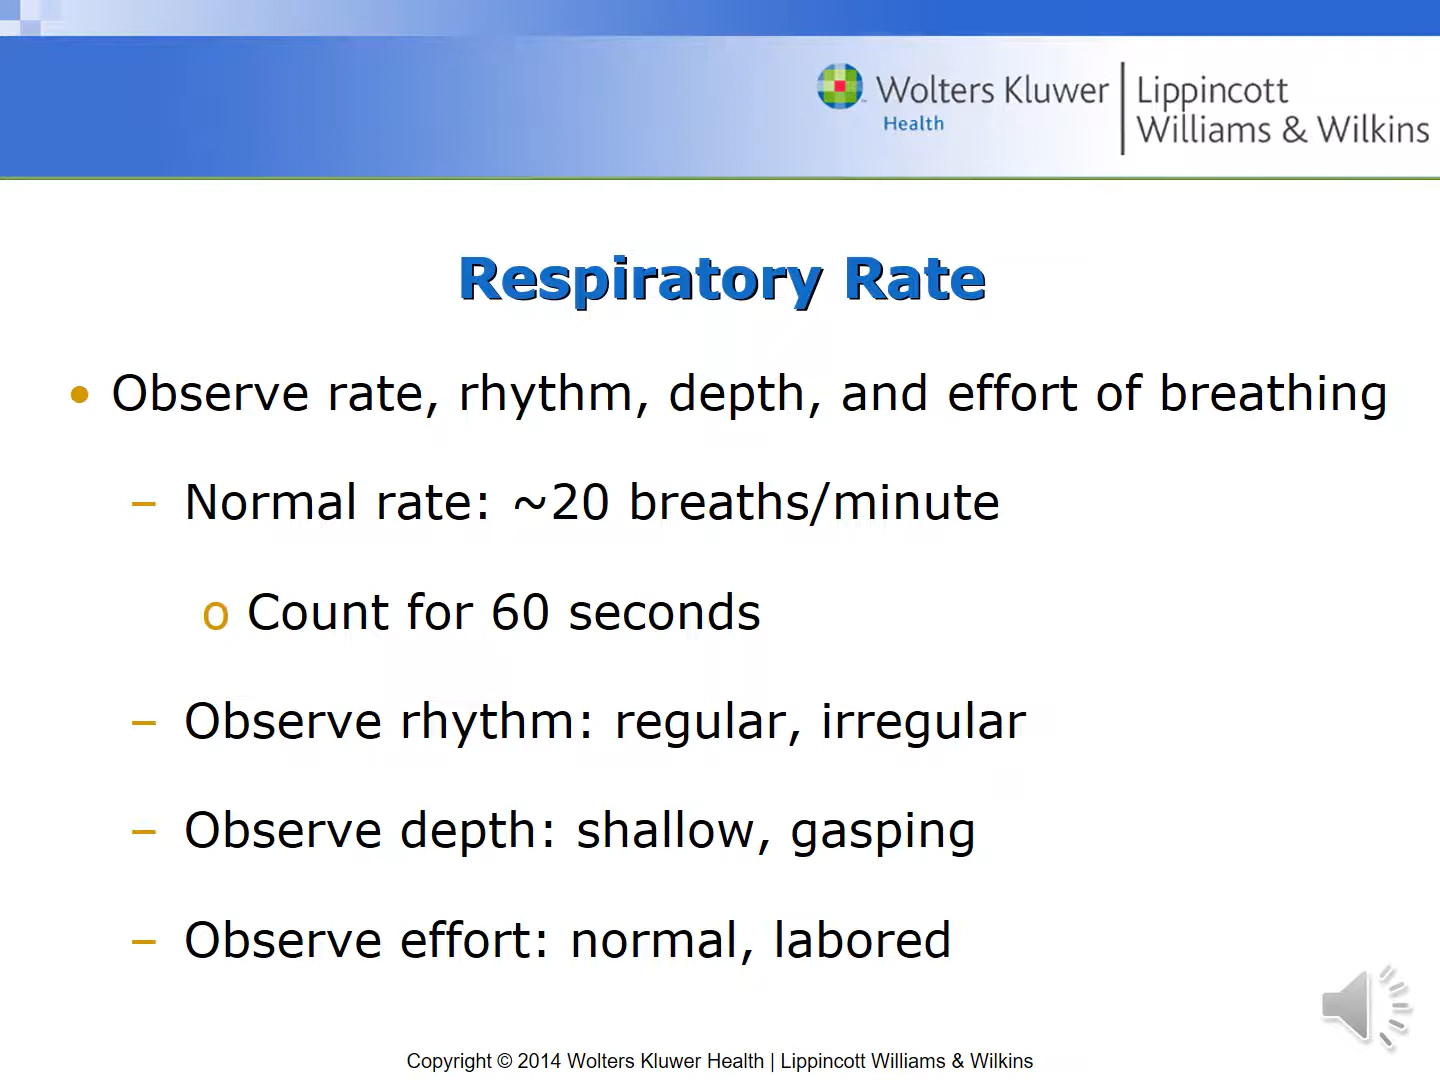 Wolters Kluwer
Health
Lippincott
Williams & Wilkins
Respiratory Rate
• Observe rate, rhythm, depth, and effort of breathing
– Normal rate: ~20 breaths/minute
o Count for 60 seconds
– Observe rhythm: regular, irregular
– Observe depth: shallow, gasping
– Observe effort: normal, labored
Copyright © 2014 Wolters Kluwer Health | Lippincott Williams & Wilkins